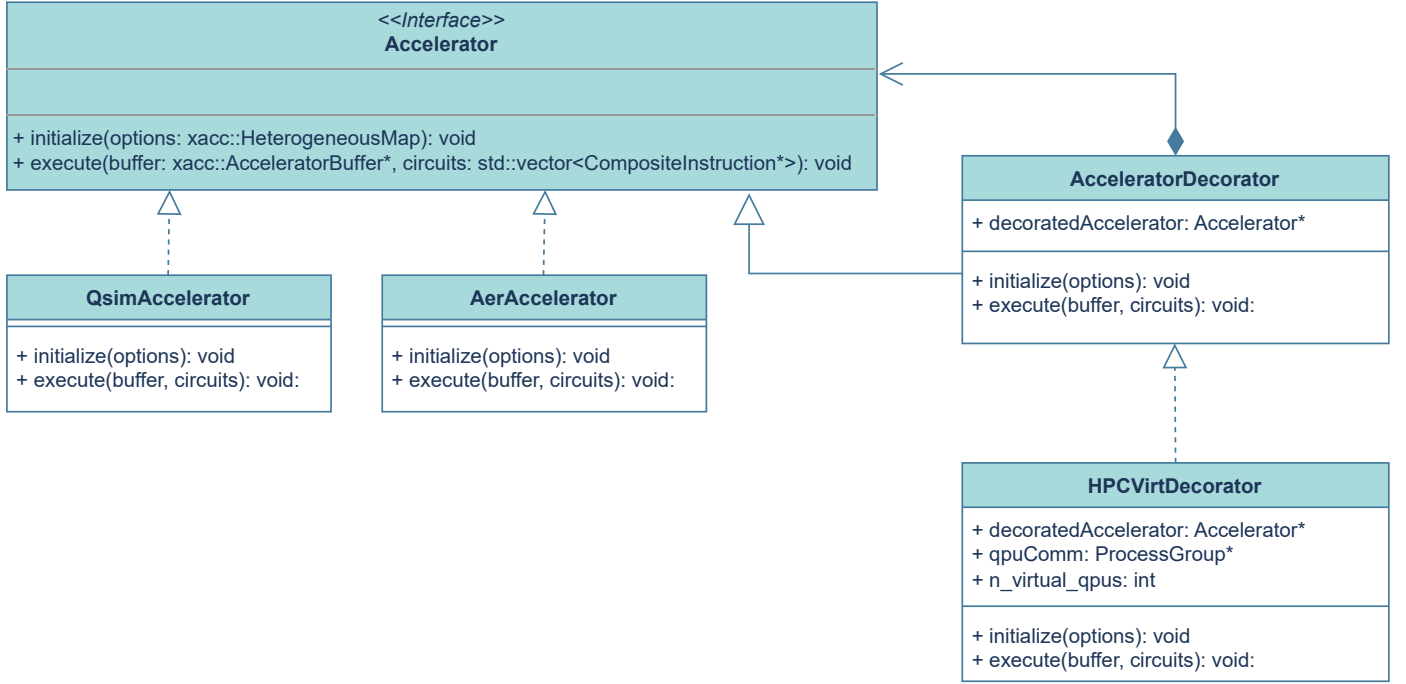 <<Interface>>
Accelerator
+ initialize(options: xacc::HeterogeneousMap): void
+ execute(buffer: xacc::AcceleratorBuffer*, circuits: std::vector<CompositeInstruction*>): void
AcceleratorDecorator
+ decoratedAccelerator: Accelerator*
+ initialize(options): void
+ execute(buffer, circuits): void:
QsimAccelerator
+ initialize(options): void
+ execute(buffer, circuits): void:
AerAccelerator
+ initialize(options): void
+ execute(buffer, circuits): void:
HPCVirtDecorator
+ decoratedAccelerator: Accelerator*
+ qpuComm: ProcessGroup*
+ n_virtual_qpus: int
+ initialize(options): void
+ execute(buffer, circuits): void: